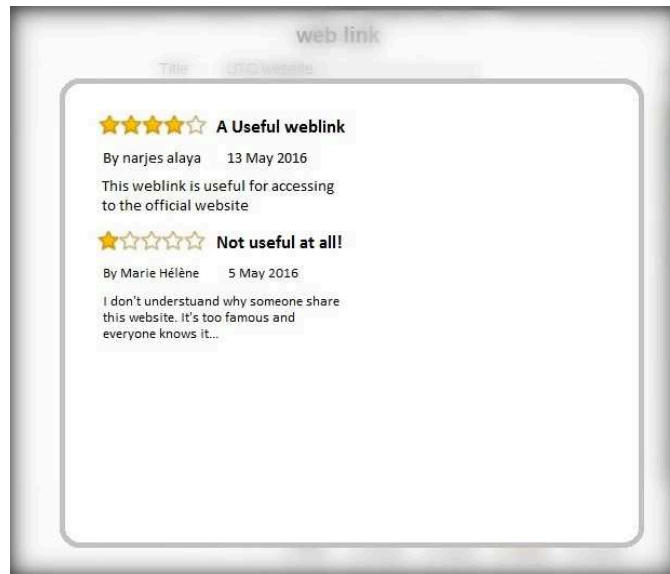 web link
Title UTC website
A Useful weblink
By narjes alaya 13 May 2016
This weblink is useful for accessing
to the official website
Not useful at all!
By Marie Hélène 5 May 2016
I don't understuand why someone share
this website. It's too famous and
everyone knows it...